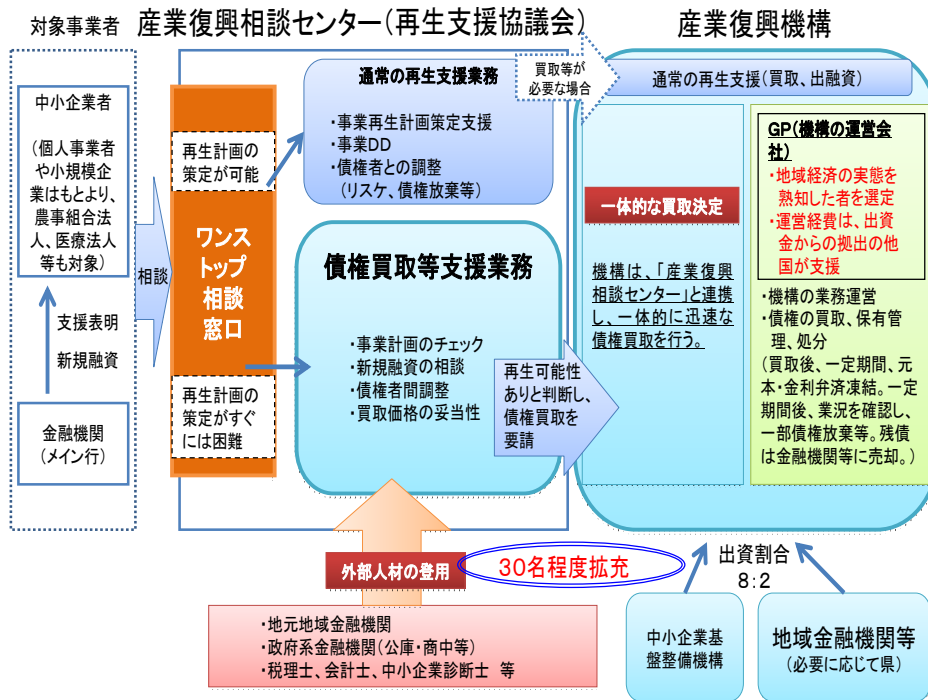 対象事業者
産業復興相談センター(再生支援協議会)
産業復興機構
中小企業者
(個人事業者
や小規模企
業はもとより、
農事組合法
人、医療法人
等も対象)
支援表明
新規融資
金融機関
(メイン行)
相談
再生計画の
策定が可能
ワンス
トップ
相談
窓口
再生計画の
策定がすぐ
には困難
通常の再生支援業務
・事業再生計画策定支援
・事業DD
・債権者との調整
(リスケ、債権放棄等)
買取等が
必要な場合
通常の再生支援(買取、出融資)
債権買取等支援業務
・事業計画のチェック
・新規融資の相談
・債権者間調整
・買取価格の妥当性
再生可能性
ありと判断し、
債権買取を
要請
一体的な買取決定
機構は、「産業復興
相談センター」と連携
し、一体的に迅速な
債権買取を行う。
GP(機構の運営会
社)
・地域経済の実態を
熟知した者を選定
・運営経費は、出資
金からの拠出の他
国が支援
・機構の業務運営
・債権の買取、保有管
理、処分
(買取後、一定期間、元
本・金利弁済凍結。一定
期間後、業況を確認し、
一部債権放棄等。残債
は金融機関等に売却。)
外部人材の登用
30名程度拡充
・地元地域金融機関
・政府系金融機関(公庫・商中等)
・税理士、会計士、中小企業診断士 等
出資割合
8:2
中小企業基
盤整備機構
地域金融機関等
(必要に応じて県)